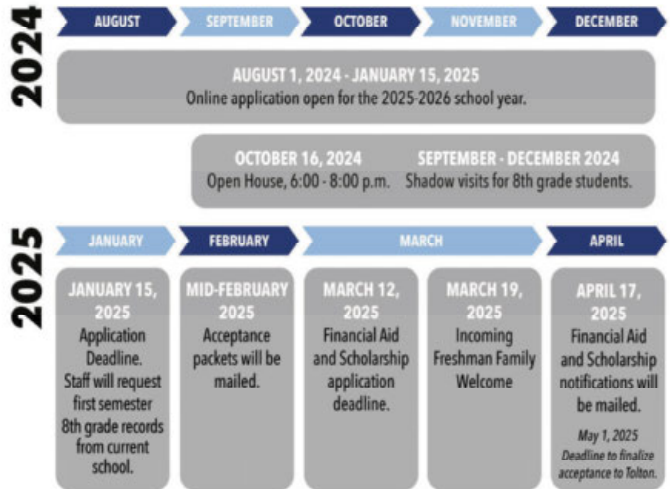 2024
AUGUST
SEPTEMBER
OCTOBER
NOVEMBER
DECEMBER
AUGUST 1, 2024 - JANUARY 15, 2025
Online application open for the 2025-2026 school year.
OCTOBER 16, 2024
Open House, 6:00 - 8:00 p.m.
SEPTEMBER - DECEMBER 2024
Shadow visits for 8th grade students.
2025
JANUARY
FEBRUARY
MARCH
APRIL
JANUARY 15,
2025
Application
Deadline.
Staff will request
first semester
8th grade records
from current
school.
MID-FEBRUARY
2025
Acceptance
packets will be
mailed.
MARCH 12,
2025
Financial Aid
and Scholarship
application
deadline.
MARCH 19,
2025
Incoming
Freshman Family
Welcome
APRIL 17,
2025
Financial Aid
and Scholarship
notifications will
be mailed.
May 1, 2025
Deadline to finalize
acceptance to Tolton.